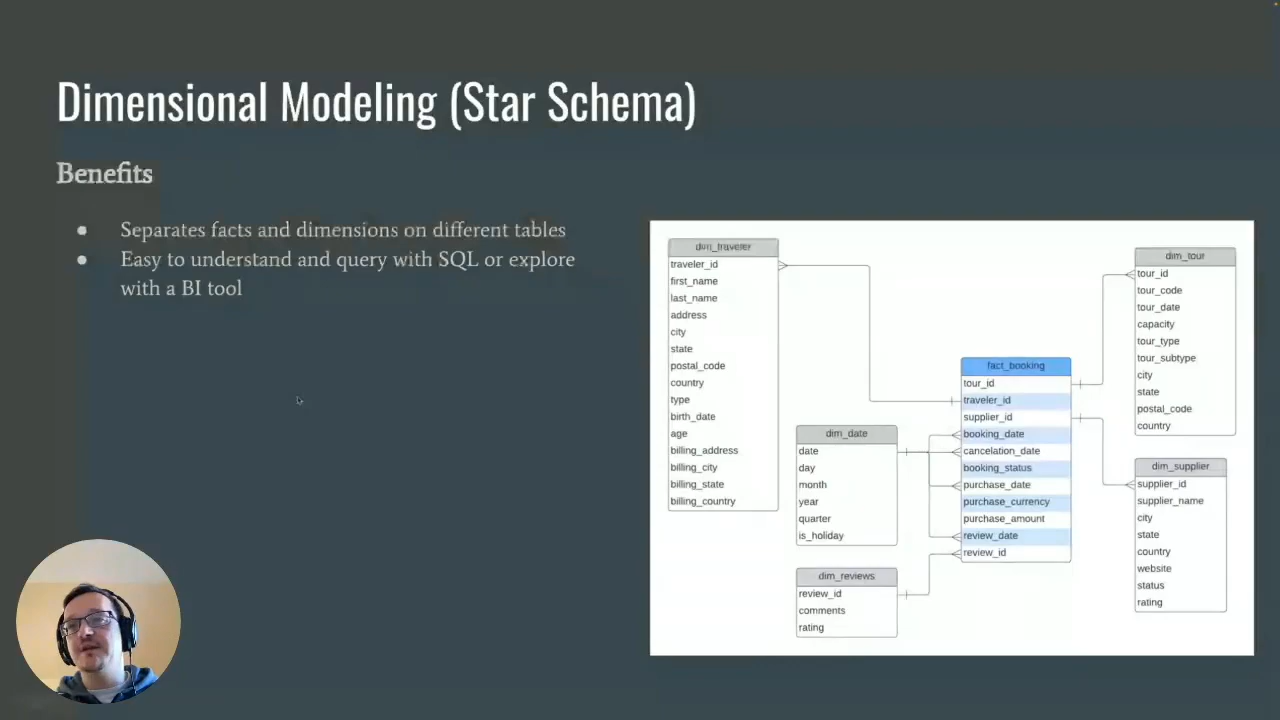 Dimensional Modeling (Star Schema)
Benefits
● Separates facts and dimensions on different tables
● Easy to understand and query with SQL or explore
with a BI tool
dim_traveler
traveler_id
first_name
last_name
address
city
state
postal_code
country
type
birth_date
age
billing_address
billing_city
billing_state
billing_country
dim_date
date
day
month
year
quarter
is_holiday
dim_reviews
review_id
comments
rating
fact_booking
tour_id
traveler_id
supplier_id
booking_date
cancelation_date
booking_status
purchase_date
purchase_currency
purchase_amount
review_date
review_id
dim_tour
tour_id
tour_code
tour_date
capacity
tour_type
tour_subtype
city
state
postal_code
country
dim_supplier
supplier_id
supplier_name
city
state
country
website
status
rating